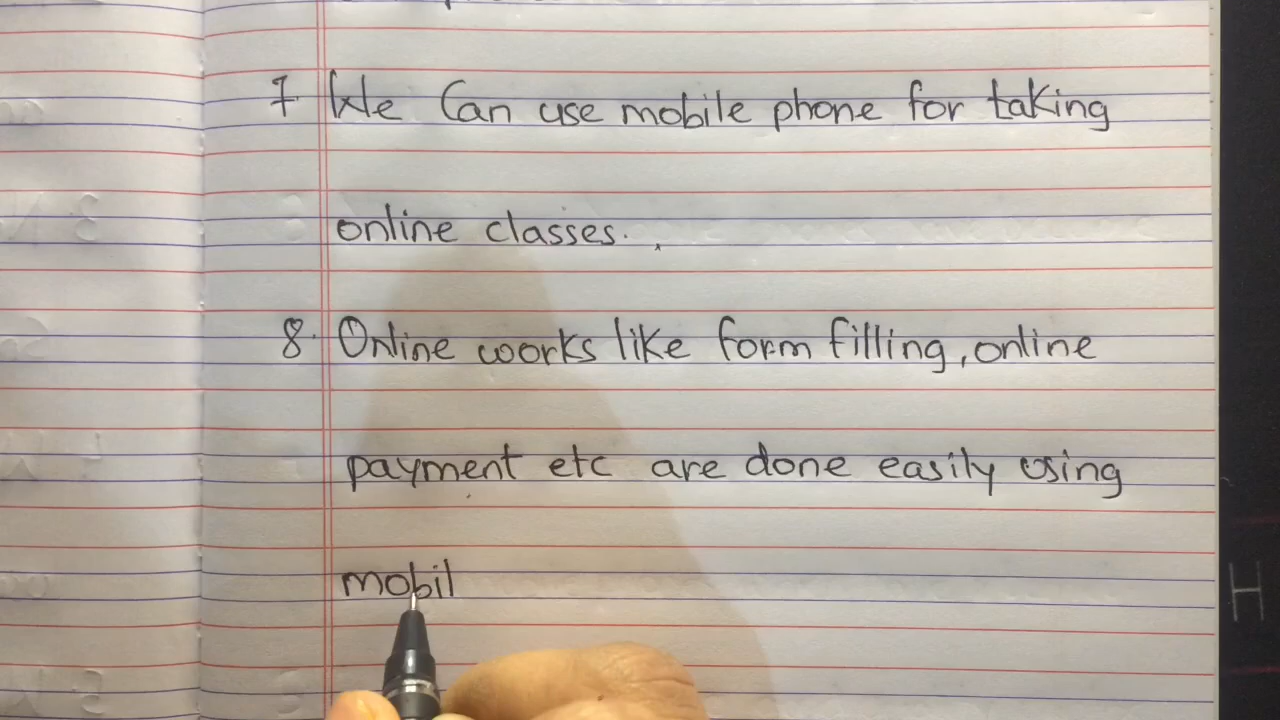 7 We Can use mobile phone for taking
online classes.
8. Online works like form filling, online
payment etc are done easily using
mobil
H